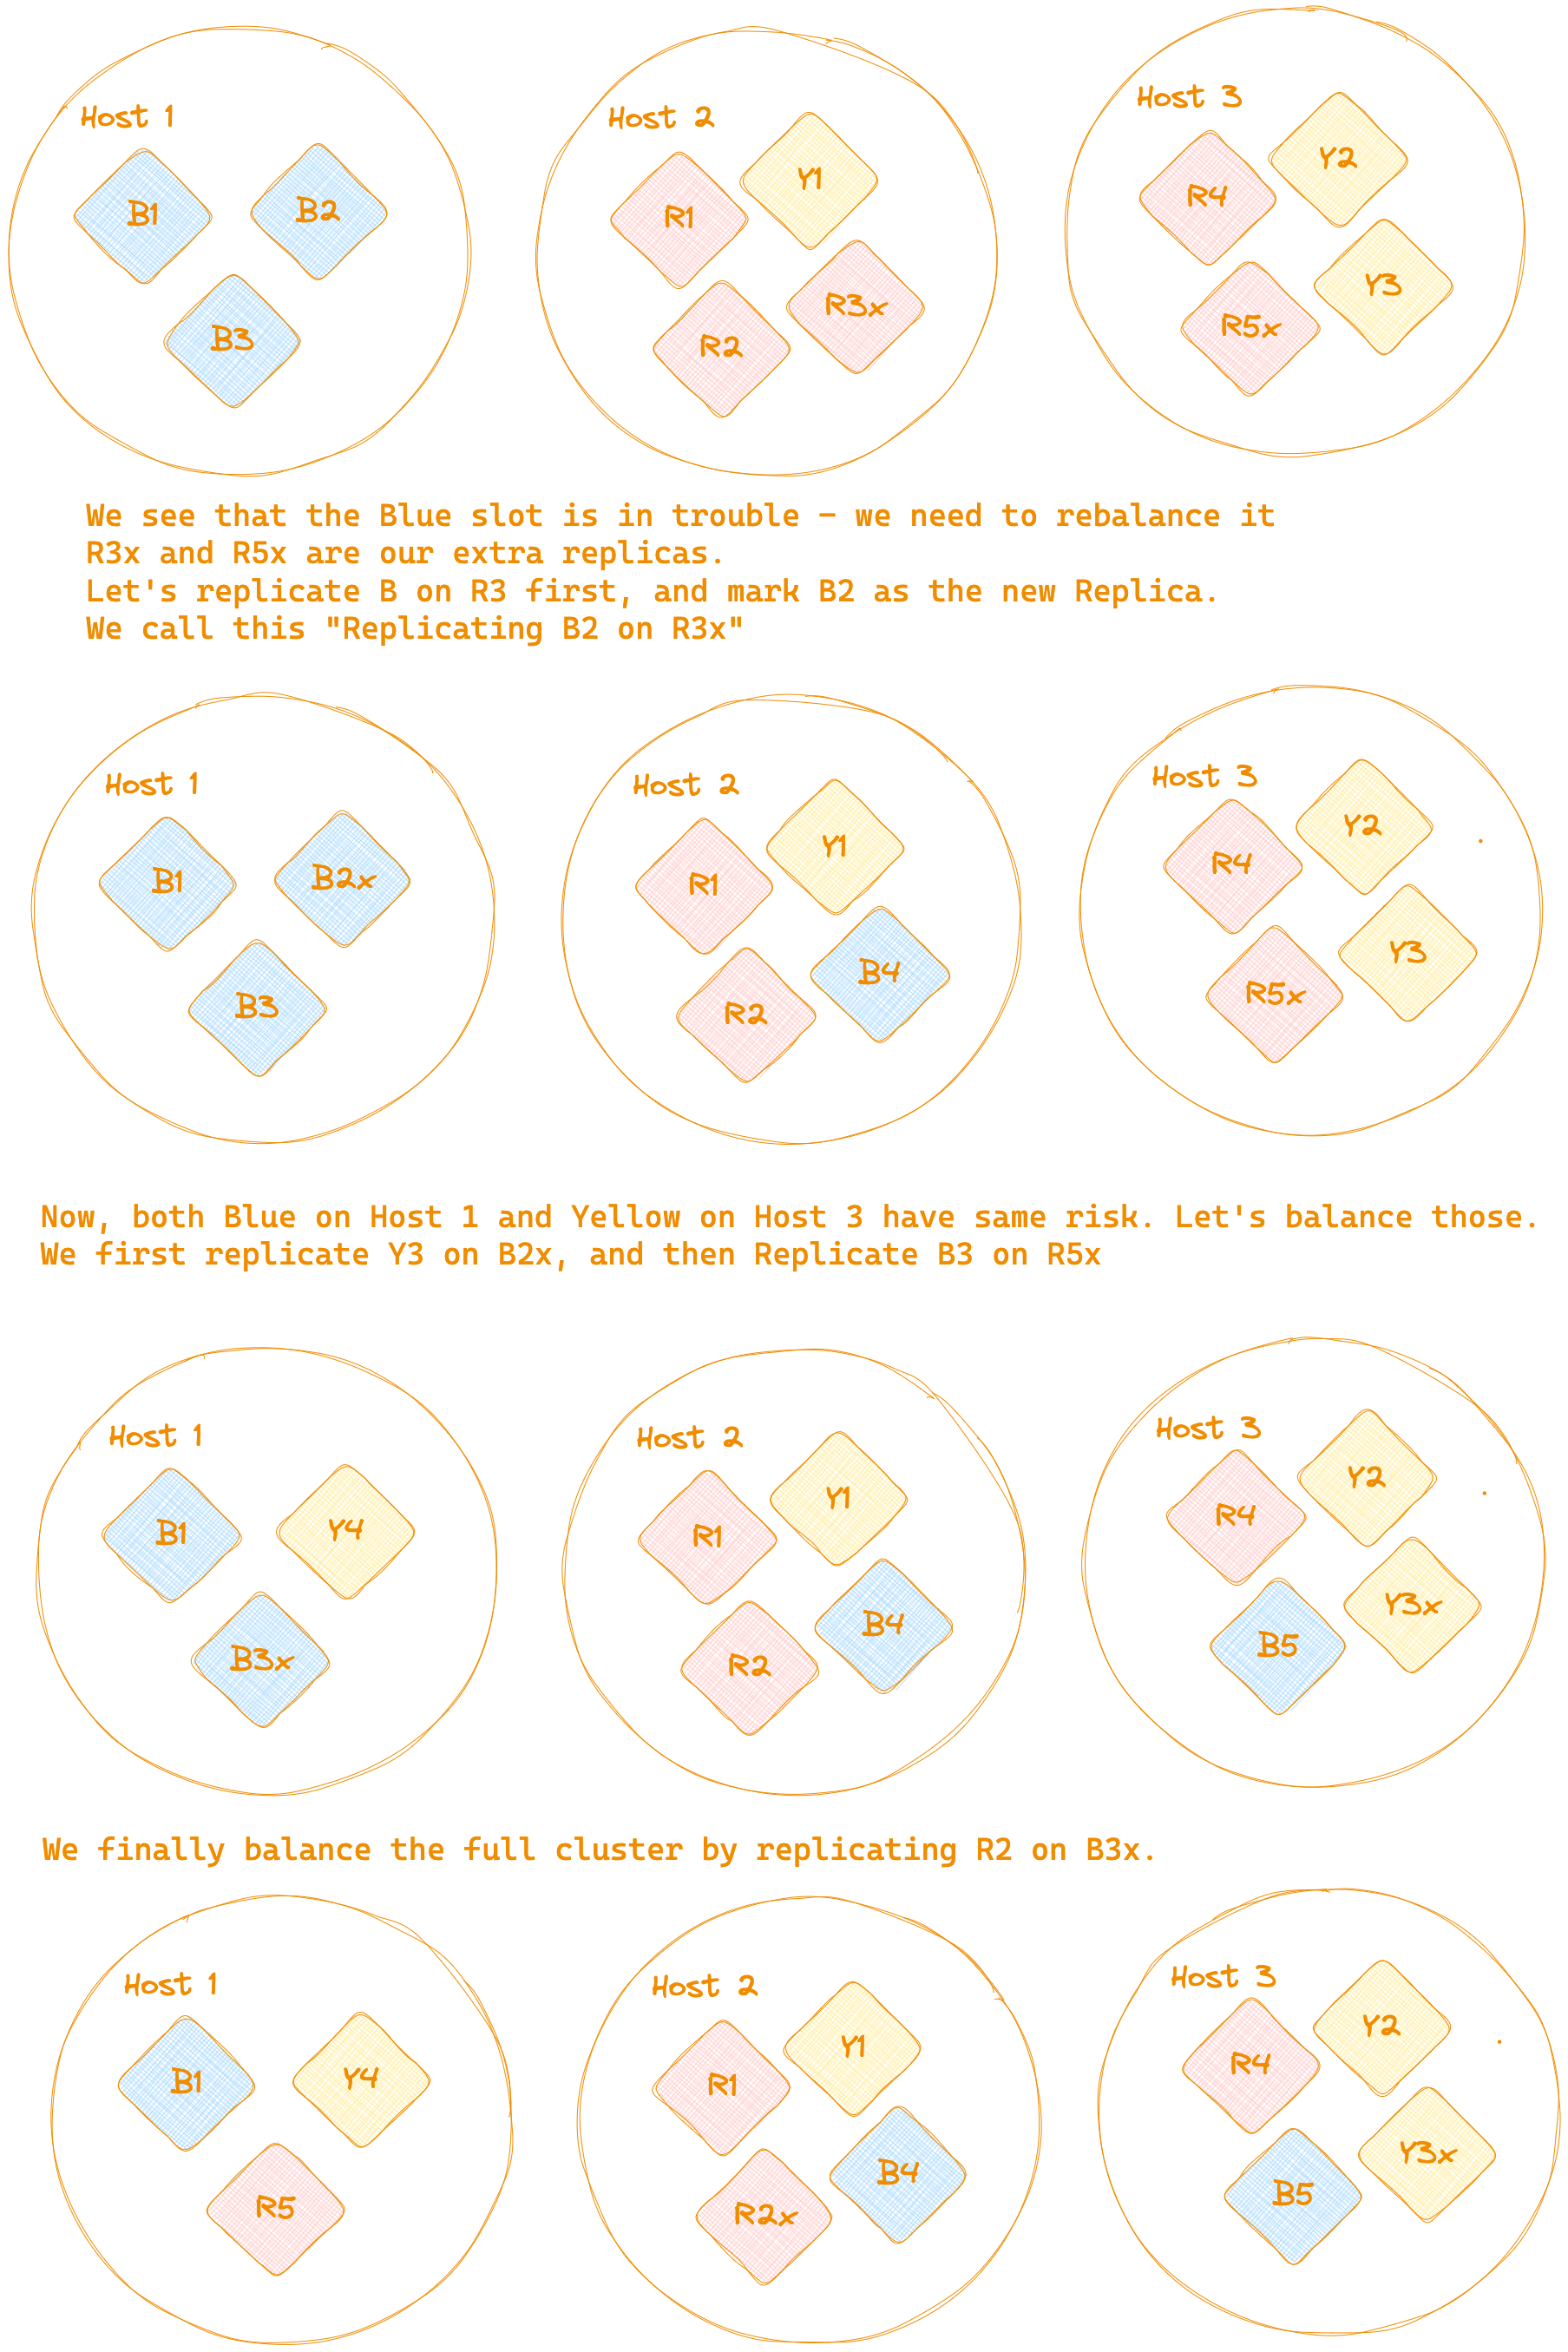 Host 1
B1
B2
B3
Host 2
Y1
R1
R3x
R2
Host 3
Y2
R4
Y3
R5x
We see that the Blue slot is in trouble — we need to rebalance it
R3x and R5x are our extra replicas.
Let's replicate B on R3 first, and mark B2 as the new Replica.
We call this "Replicating B2 on R3x"
Host 1
B1
B2x
B3
Host 2
Y1
R1
B4
R2
Host 3
Y2
R4
Y3
R5x
Now, both Blue on Host 1 and Yellow on Host 3 have same risk. Let's balance those.
We first replicate Y3 on B2x, and then Replicate B3 on R5x
Host 1
B1
Y4
B3x
Host 2
Y1
R1
B4
R2
Host 3
Y2
R4
Y3x
B5
We finally balance the full cluster by replicating R2 on B3x.
Host 1
B1
Y4
R5
Host 2
Y1
R1
B4
R2x
Host 3
Y2
R4
Y3x
B5